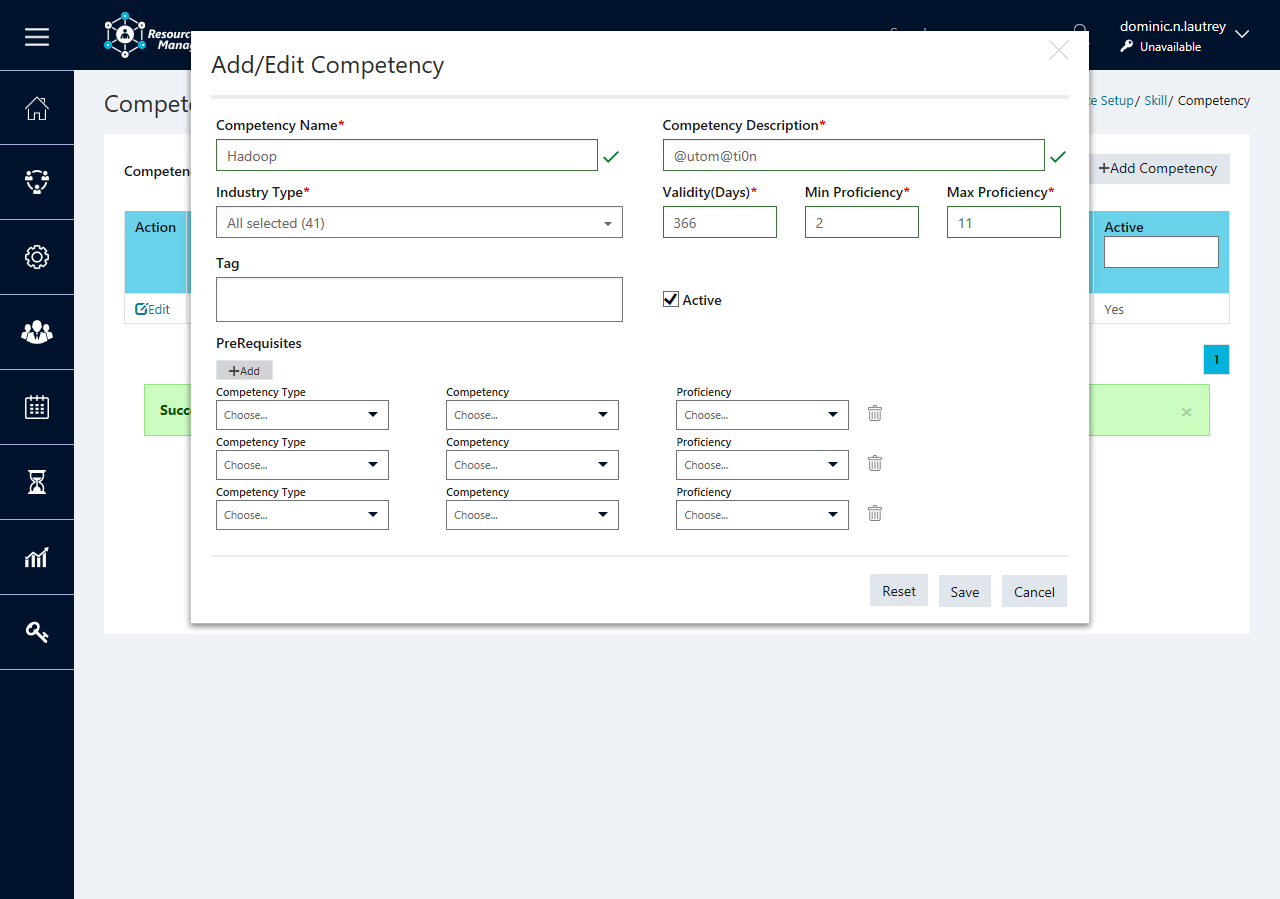 Resourc
Manag
dominic.n.lautrey
Unavailable
Add/Edit Competency
Compete
Setup/ Skill/ Competency
Competency Name* Competency Description*
Hadoop @utom@ti0n
Competen
+Add Competency
Industry Type* Validity(Days)* Min Proficiency* Max Proficiency*
All selected (41) 366 2 11
Action Active
Tag
Active
Edit Yes
PreRequisites
1
+Add
Competency Type Competency Proficiency
Choose... Choose... Choose...
Succ ×
Competency Type Competency Proficiency
Choose... Choose... Choose...
Competency Type Competency Proficiency
Choose... Choose... Choose...
Reset Save Cancel